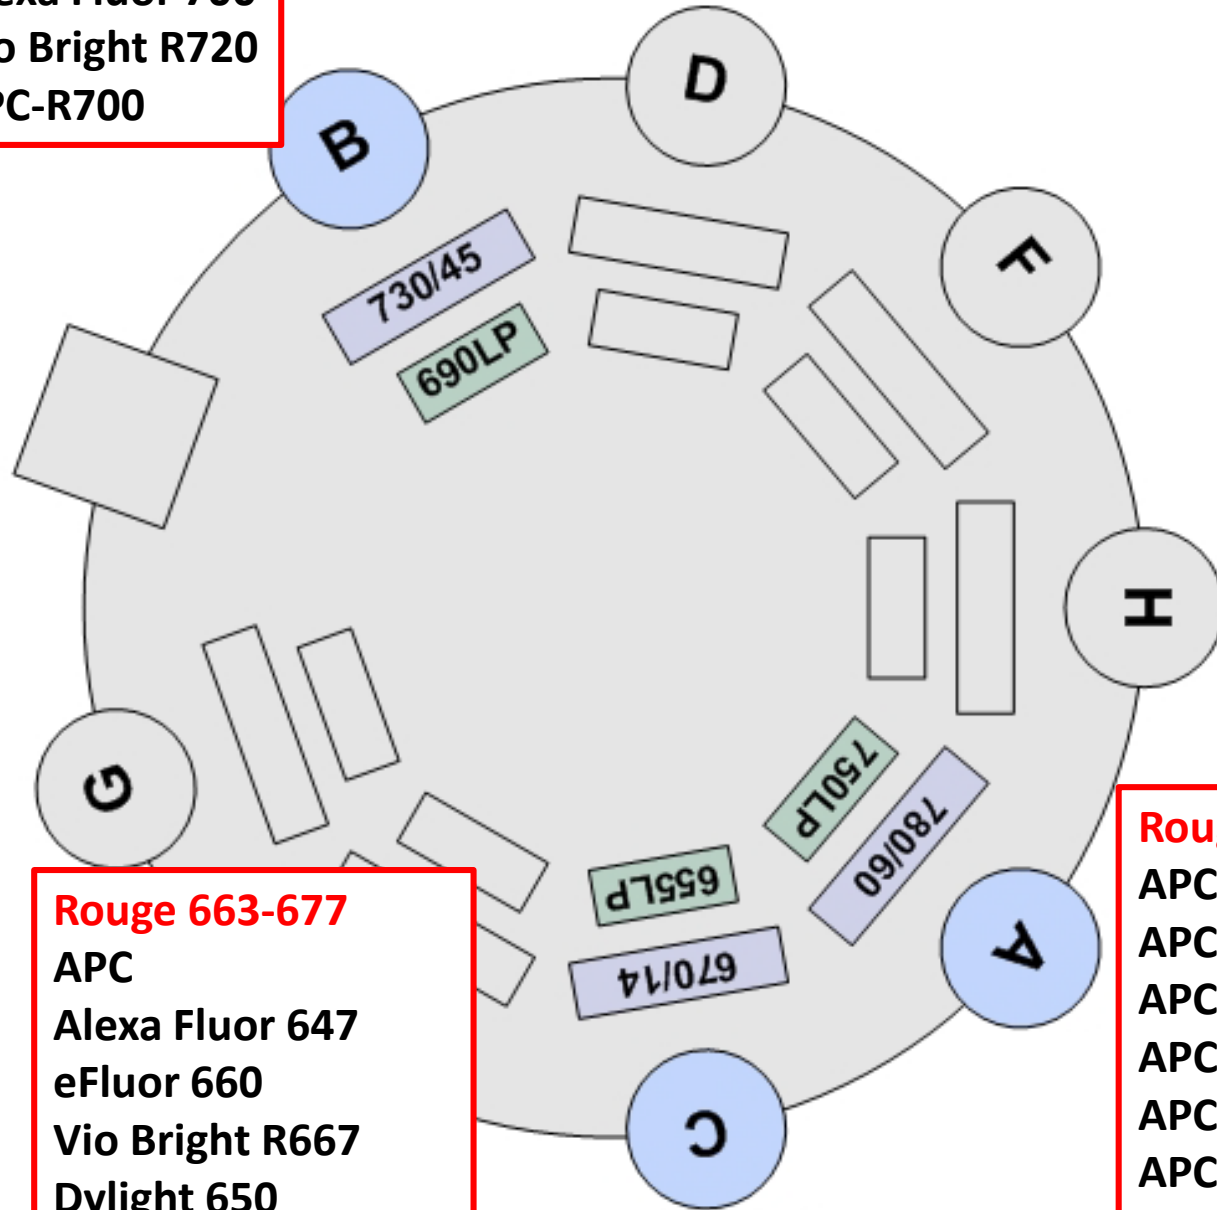 Bright R720
D
B
F
730/45
690LP
H
750LP
780/60
G
655LP
670/14
A
C
Rouge 663-677
APC
Alexa Fluor 647
eFluor 660
Vio Bright R667
Dylight 650
APC
APC
APC
APC
APC
APC